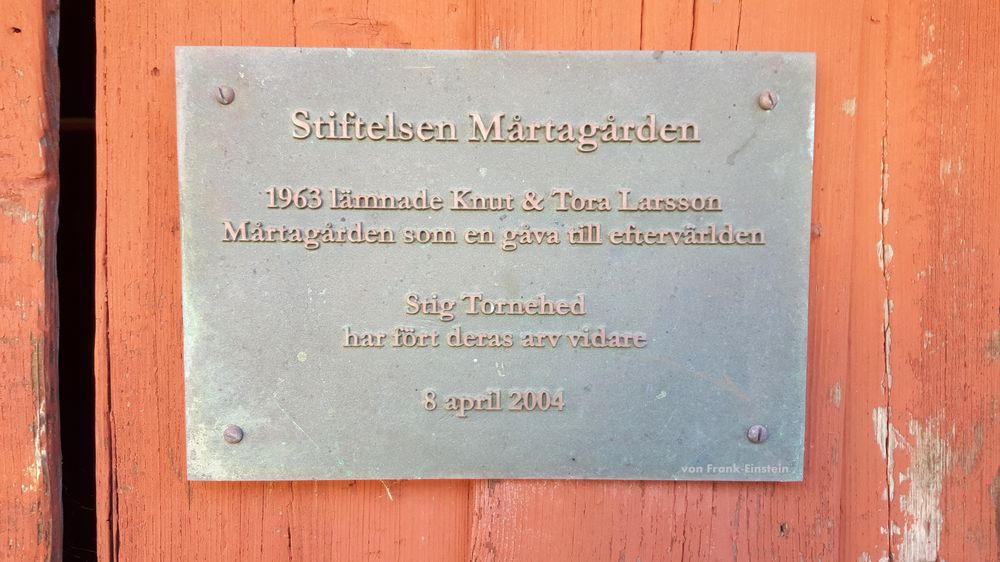 Stiftelsen Mårtagården
1963 lämnade Knut & Tora Larsson
Mårtagården som en gåva till eftervärlden
Stig Tornehed
har fört deras arv vidare
8 april 2004
von Frank-Einstein